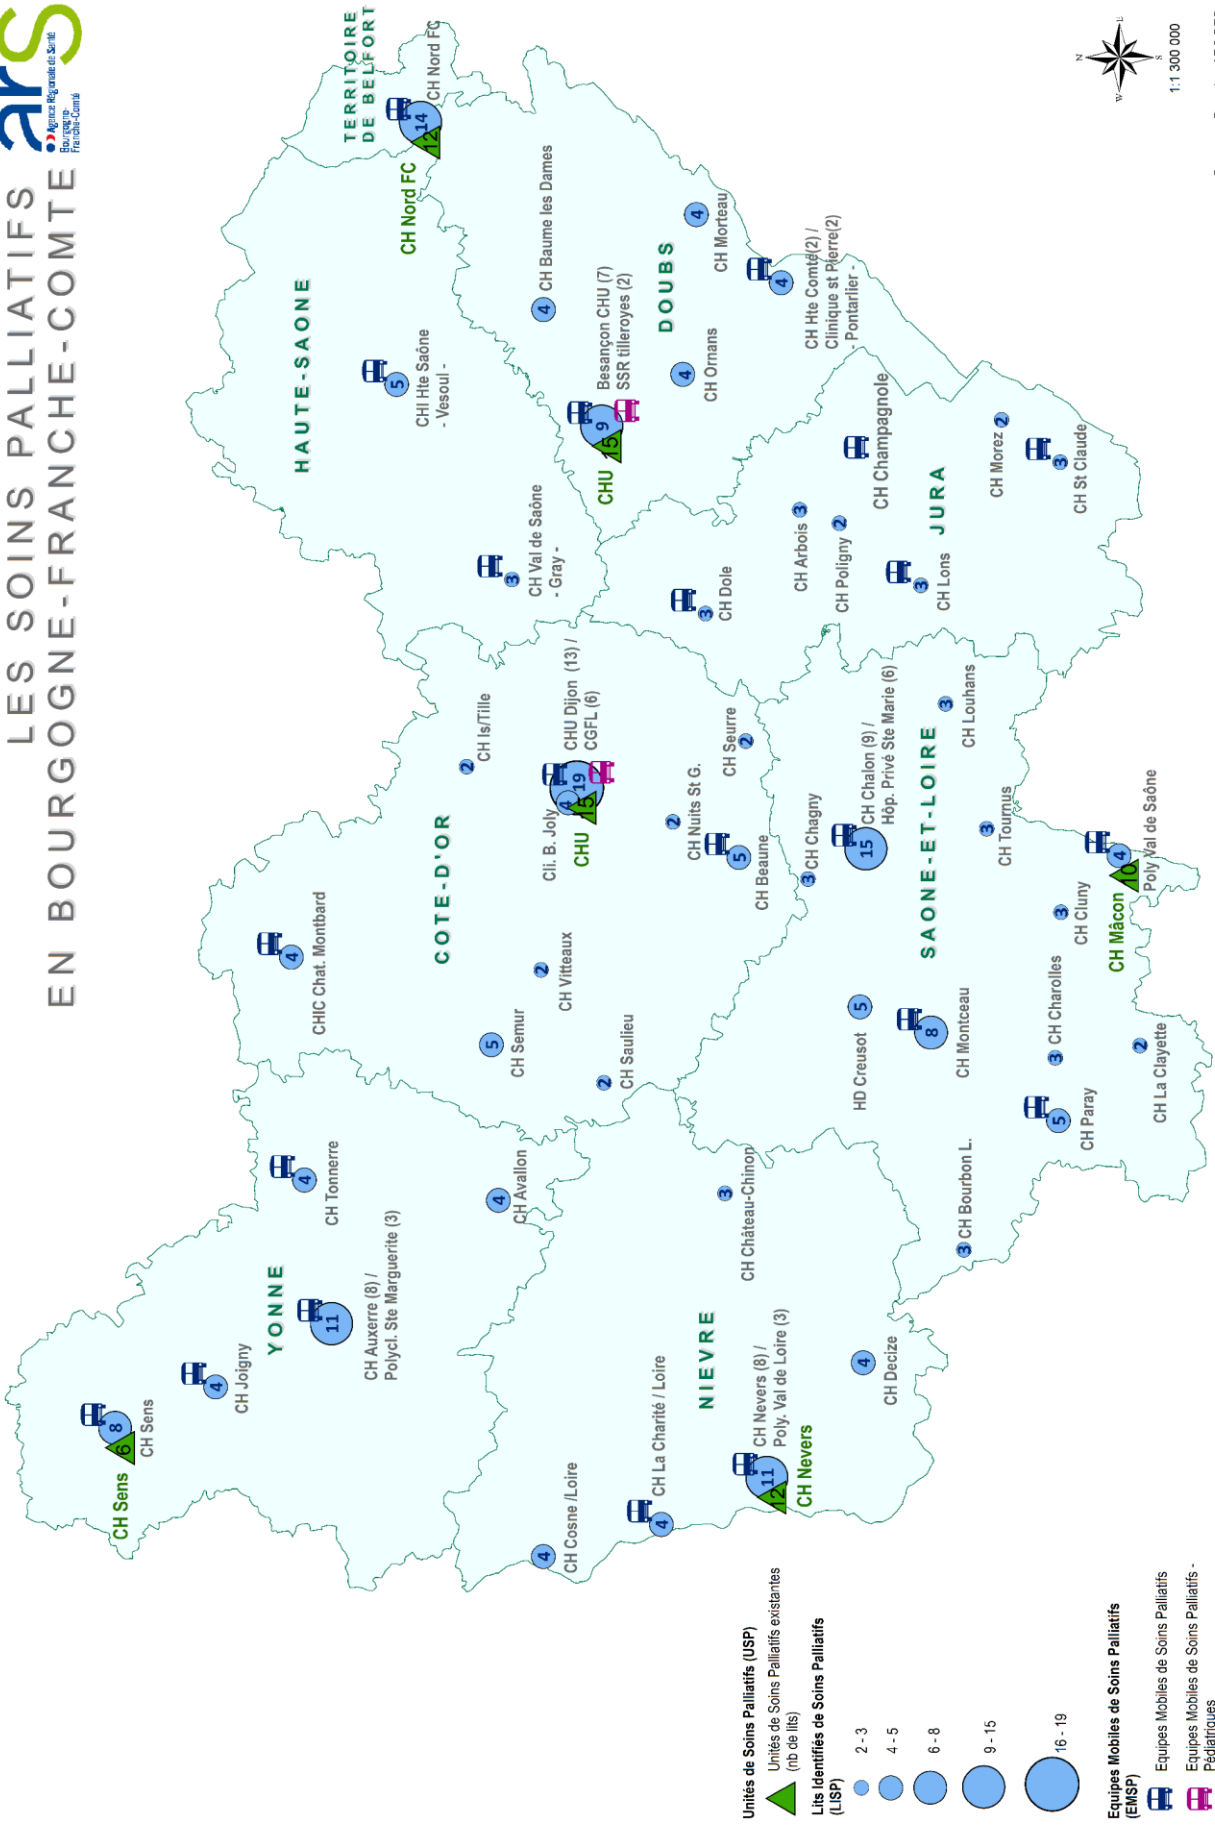 LES SOINS PALLIATIFS
EN BOURGOGNE-FRANCHE-COMTE
ars
Agence Régionale de Santé
Bourgogne-
Franche-Comté
YONNE
CH Sens
6
8
CH Sens
4
CH Joigny
11
CH Auxerre (8) /
Polycl. Ste Marguerite (3)
4
CH Tonnerre
4
CH Avallon
COTE-D'OR
4
CHIC Chat. Montbard
5
CH Semur
2
CH Vitteaux
2
CH Saulieu
2
CH Is/Tille
Cli. B. Joly
4
19
15
CHU
CHU Dijon (13) /
CGFL (6)
2
CH Nuits St G.
2
CH Seurre
5
CH Beaune
HAUTE-SAONE
5
CHI Hte Saône
- Vesoul -
3
CH Val de Saône
- Gray -
TERRITOIRE
DE BELFORT
CH Nord FC
14
12
CH Nord FC
DOUBS
4
CH Baume les Dames
Besançon CHU (7)
SSR tilleroyes (2)
9
15
CHU
4
CH Ornans
4
CH Morteau
4
CH Hte Comté(2) /
Clinique st Pierre(2)
- Pontarlier -
JURA
3
CH Dole
CH Arbois
3
CH Poligny
2
CH Champagnole
3
CH Lons
CH Morez
2
3
CH St Claude
NIEVRE
4
CH Cosne /Loire
4
CH La Charité / Loire
11
12
CH Nevers (8) /
Poly. Val de Loire (3)
CH Nevers
3
CH Château-Chinon
4
CH Decize
SAONE-ET-LOIRE
3
CH Chagny
15
CH Chalon (9) /
Hôp. Privé Ste Marie (6)
5
HD Creusot
8
CH Montceau
3
CH Louhans
3
CH Tournus
3
CH Cluny
CH Mâcon
10
4
Poly Val de Saône
3
CH Charolles
5
CH Paray
2
CH La Clayette
3
CH Bourbon L.
N
E
S
W
1:1 300 000
Unités de Soins Palliatifs (USP)
Unités de Soins Palliatifs existantes
(nb de lits)
Lits Identifiés de Soins Palliatifs
(LISP)
2 - 3
4 - 5
6 - 8
9 - 15
16 - 19
Equipes Mobiles de Soins Palliatifs
(EMSP)
Equipes Mobiles de Soins Palliatifs
Equipes Mobiles de Soins Palliatifs -
Pédiatriques